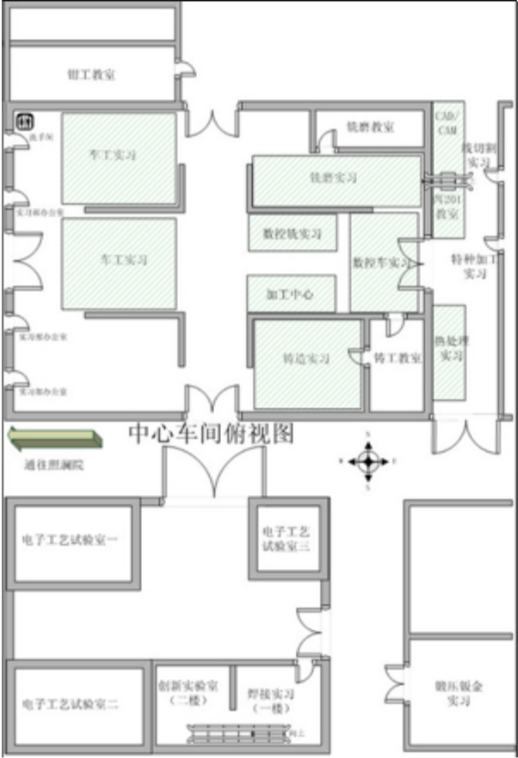 钳工教室
洗手间
车工实习
铣磨教室
CAD/
CAM
线切割
实习
铣磨实习
实习部办公室
丙201
教室
数控铣实习
车工实习
数控车实习
特种加工
实习
加工中心
实习部办公室
铸造实习
铸工教室
热处理
实习
实习部办公室
中心车间俯视图
通往照澜院
N
W
E
S
电子工艺试验室一
电子工艺
试验室三
创新实验室
(二楼)
焊接实习
(一楼)
电子工艺试验室二
向上
锻压钣金
实习